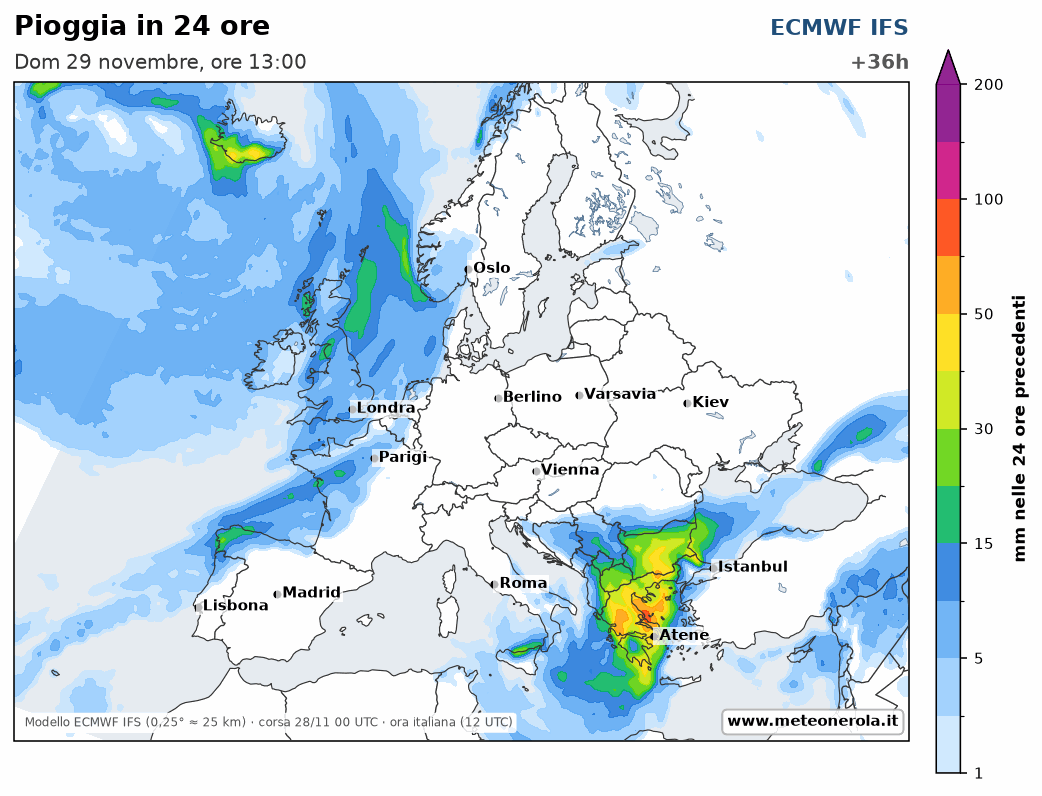 Pioggia in 24 ore
ECMWF IFS
Dom 29 novembre, ore 13:00
+36h
200
100
50
30
15
5
1
mm nelle 24 ore precedenti
Oslo
Berlino
Varsavia
Kiev
Londra
Parigi
Vienna
Istanbul
Roma
Madrid
Lisbona
Atene
Modello ECMWF IFS (0,25° ≈ 25 km) · corsa 28/11 00 UTC · ora italiana (12 UTC)
www.meteonerola.it